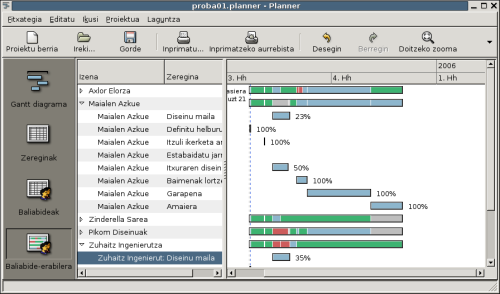 proba01.planner - Planner
Etxategia Editatu Ikusi Proiektua Laguntza
Proiektu berria Ireki... Gorde Inprimatu... Inprimatzeko aurrebista Desegin Berregin Doitzeko zooma
Gantt diagrama
Zereginak
Baliabideak
Baliabide-erabilera
Izena Zeregina
2006
3. Hh 4. Hh 1. Hh
Axlor Elorza
asiera
uzt 21
Maialen Azkue
Maialen Azkue Diseinu maila 23%
Maialen Azkue Definitu helburu 100%
Maialen Azkue Itzuli ikerketa ar 100%
Maialen Azkue Estabaidatu jarr
Maialen Azkue Itxuraren disein 50%
Maialen Azkue Baimenak lortze 100%
Maialen Azkue Garapena 100%
Maialen Azkue Amaiera 100%
Zinderella Sarea
Pikom Diseinuak
Zuhaitz Ingenierutza
Zuhaitz Ingenierut: Diseinu maila 35%